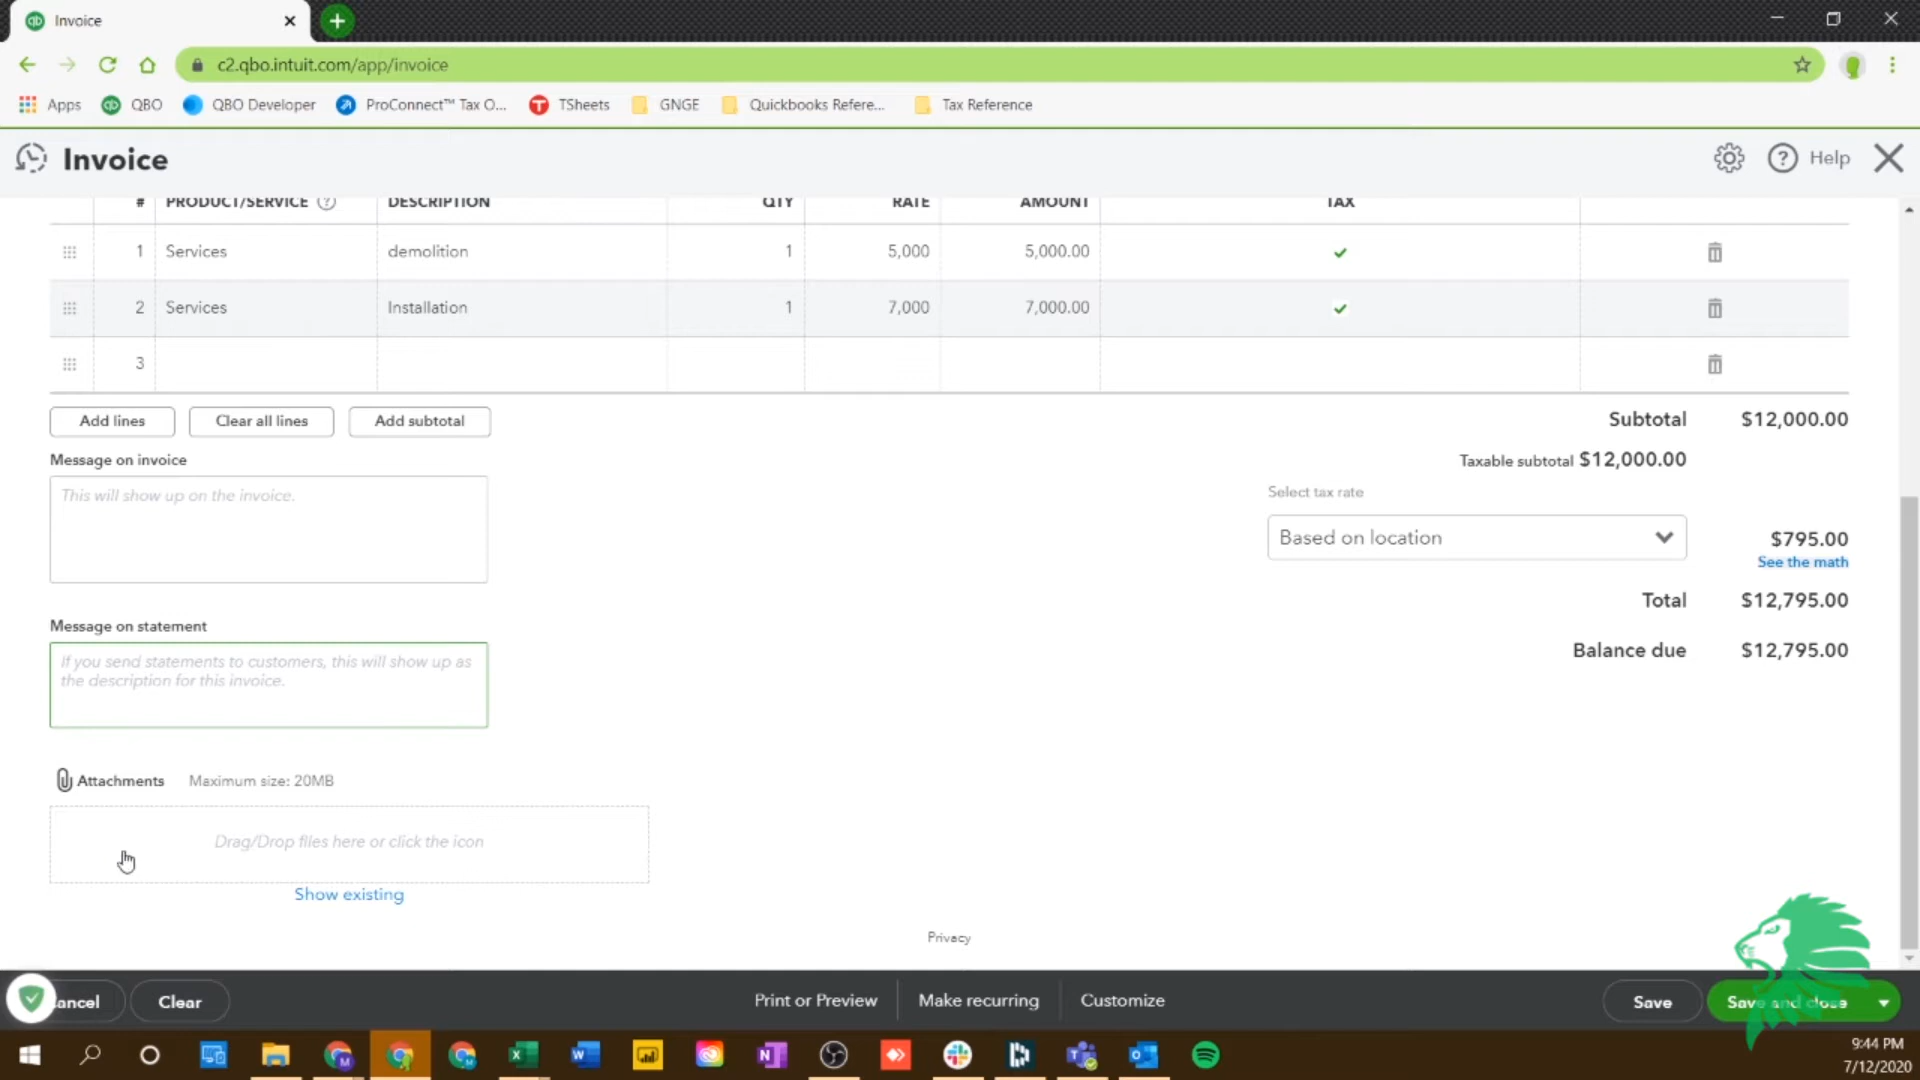 Invoice
c2.qbo.intuit.com/app/invoice
Apps QBO QBO Developer ProConnect™ Tax O... TSheets GNGE Quickbooks Refere... Tax Reference
Invoice
Help
# PRODUCT/SERVICE DESCRIPTION QTY RATE AMOUNT TAX
1 Services demolition 1 5,000 5,000.00
2 Services Installation 1 7,000 7,000.00
3
Add lines Clear all lines Add subtotal
Subtotal $12,000.00
Message on invoice
Taxable subtotal $12,000.00
This will show up on the invoice.
Select tax rate
Based on location
$795.00
See the math
Total $12,795.00
Message on statement
Balance due $12,795.00
If you send statements to customers, this will show up as
the description for this invoice.
Attachments Maximum size: 20MB
Drag/Drop files here or click the icon
Show existing
Privacy
ancel Clear Print or Preview Make recurring Customize Save Save and close
9:44 PM
7/12/2020